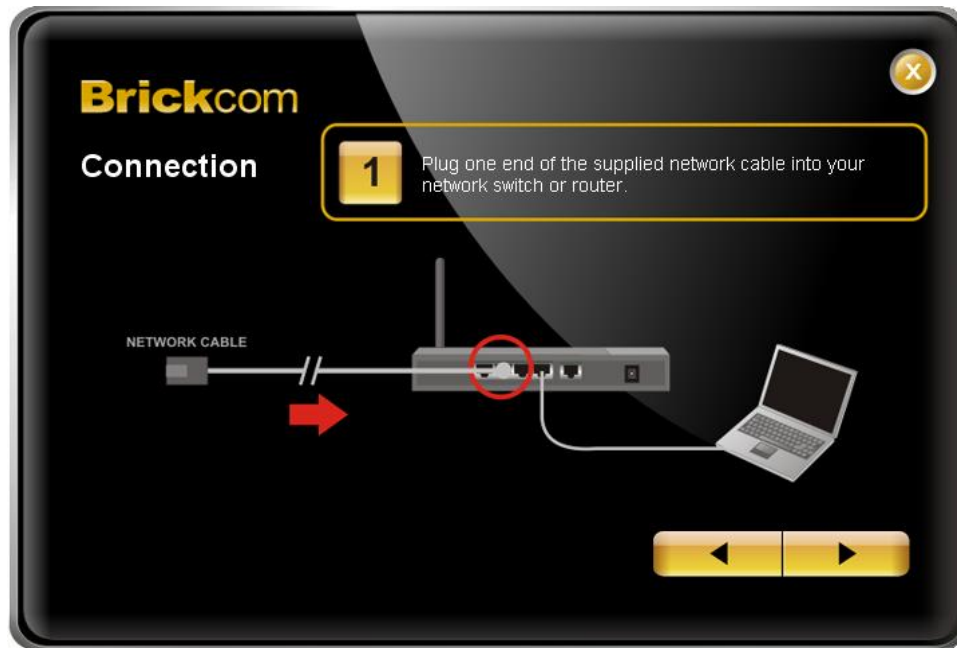 Brickcom
X
Connection
1
Plug one end of the supplied network cable into your
network switch or router.
NETWORK CABLE